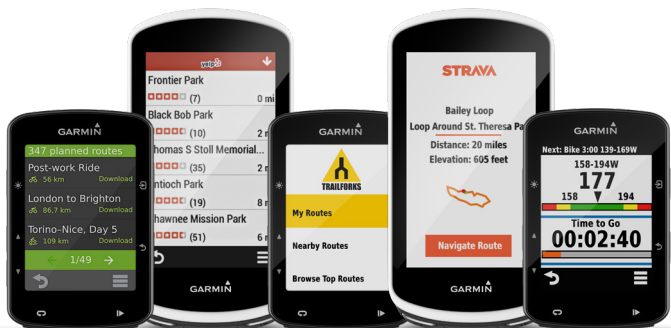 GARMIN
347 planned routes
Post-work Ride
56 km Download
London to Brighton
86,7 km Download
Torino-Nice, Day 5
109 km Download
← 1/49 →
yelp
Frontier Park
(7) 0 mi
Black Bob Park
(10) 2
homas S Stoll Memorial...
(35) 2
ntioch Park
(19) 8
hawnee Mission Park
(51) 6
GARMIN
GARMIN
TRAILFORKS
My Routes
Nearby Routes
Browse Top Routes
STRAVA
Bailey Loop
Loop Around St. Theresa Pa
Distance: 20 miles
Elevation: 605 feet
Navigate Route
GARMIN
GARMIN
Next: Bike 3:00 139-169W
158-194W
177
158 194
Time to Go
00:02:40